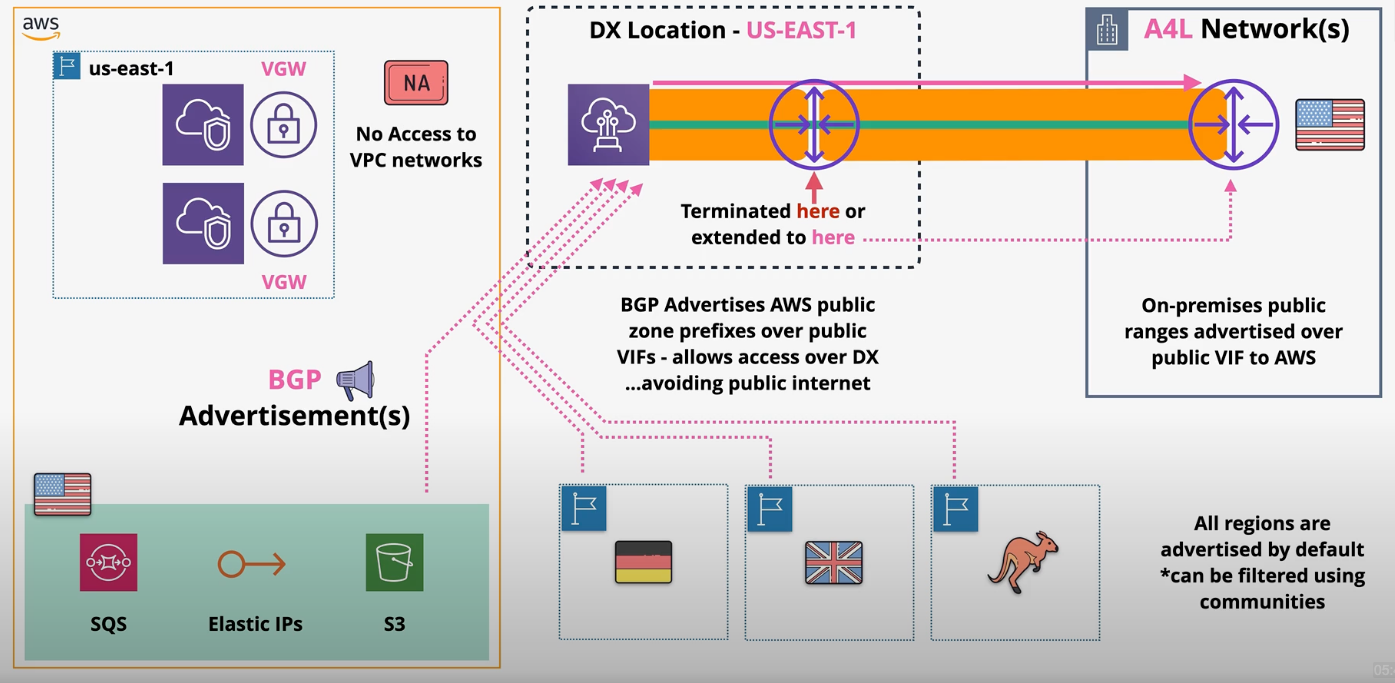 aws
us-east-1
VGW
NA
No Access to
VPC networks
VGW
DX Location - US-EAST-1
A4L Network(s)
Terminated here or
extended to here
BGP Advertises AWS public
zone prefixes over public
VIFs - allows access over DX
...avoiding public internet
On-premises public
ranges advertised over
public VIF to AWS
BGP
Advertisement(s)
SQS
Elastic IPs
S3
All regions are
advertised by default
*can be filtered using
communities